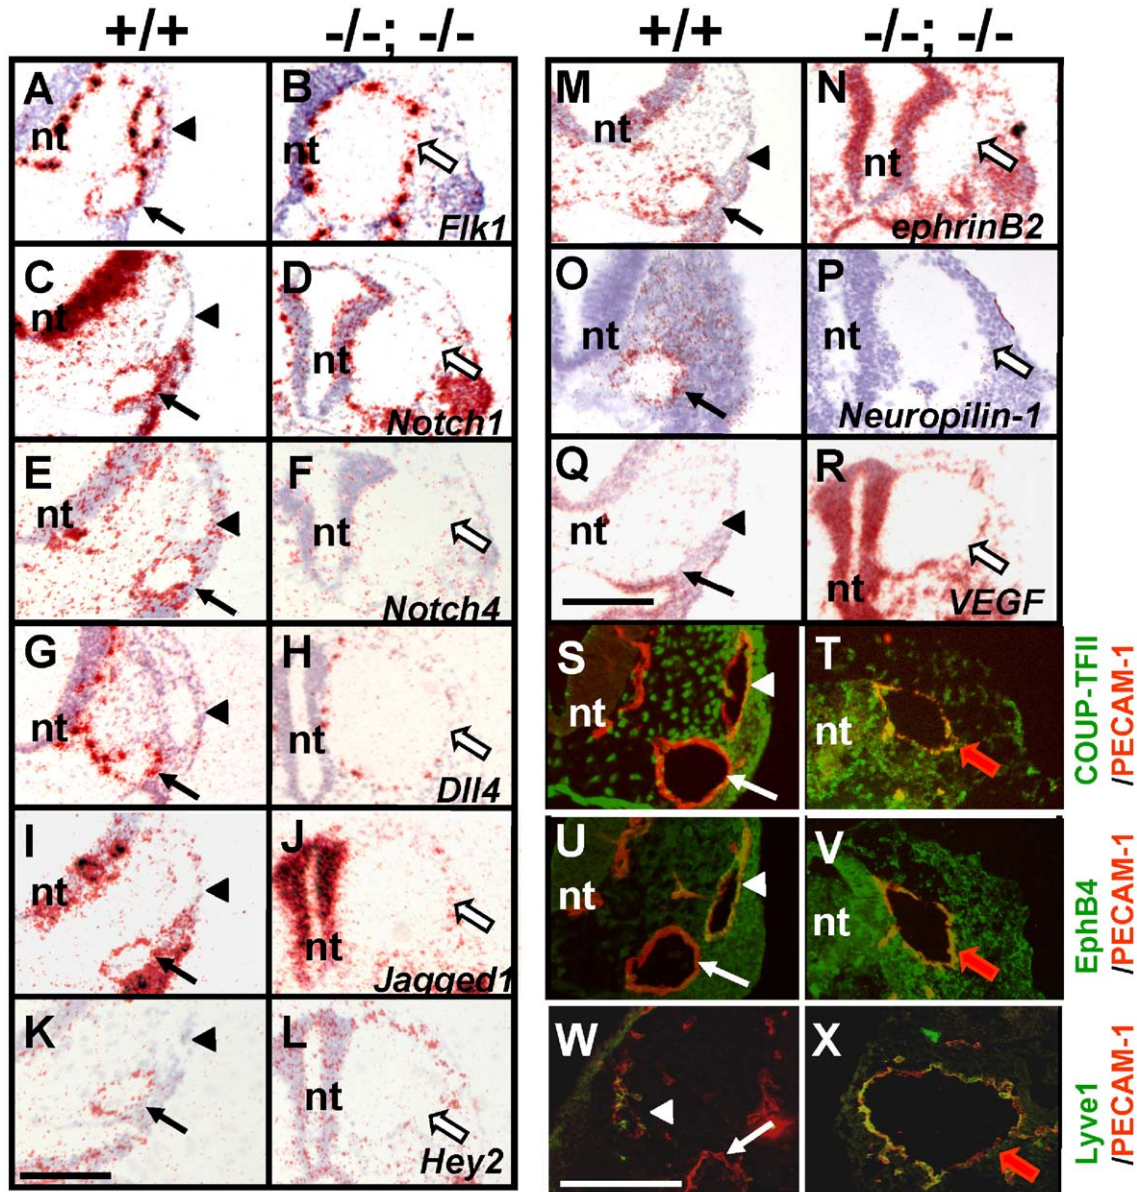 +/+ -/-; -/- +/+ -/-; -/-
A
nt
B
nt
Flk1
C
nt
D
nt
Notch1
E
nt
F
nt
Notch4
G
nt
H
nt
Dll4
I
nt
J
nt
Jagged1
K
L
nt
Hey2
M
nt
N
nt
ephrinB2
O
nt
P
nt
Neuropilin-1
Q
nt
R
nt
VEGF
S
nt
T
nt
COUP-TFII
/PECAM-1
U
nt
V
nt
EphB4
/PECAM-1
W
X
Lyve1
/PECAM-1